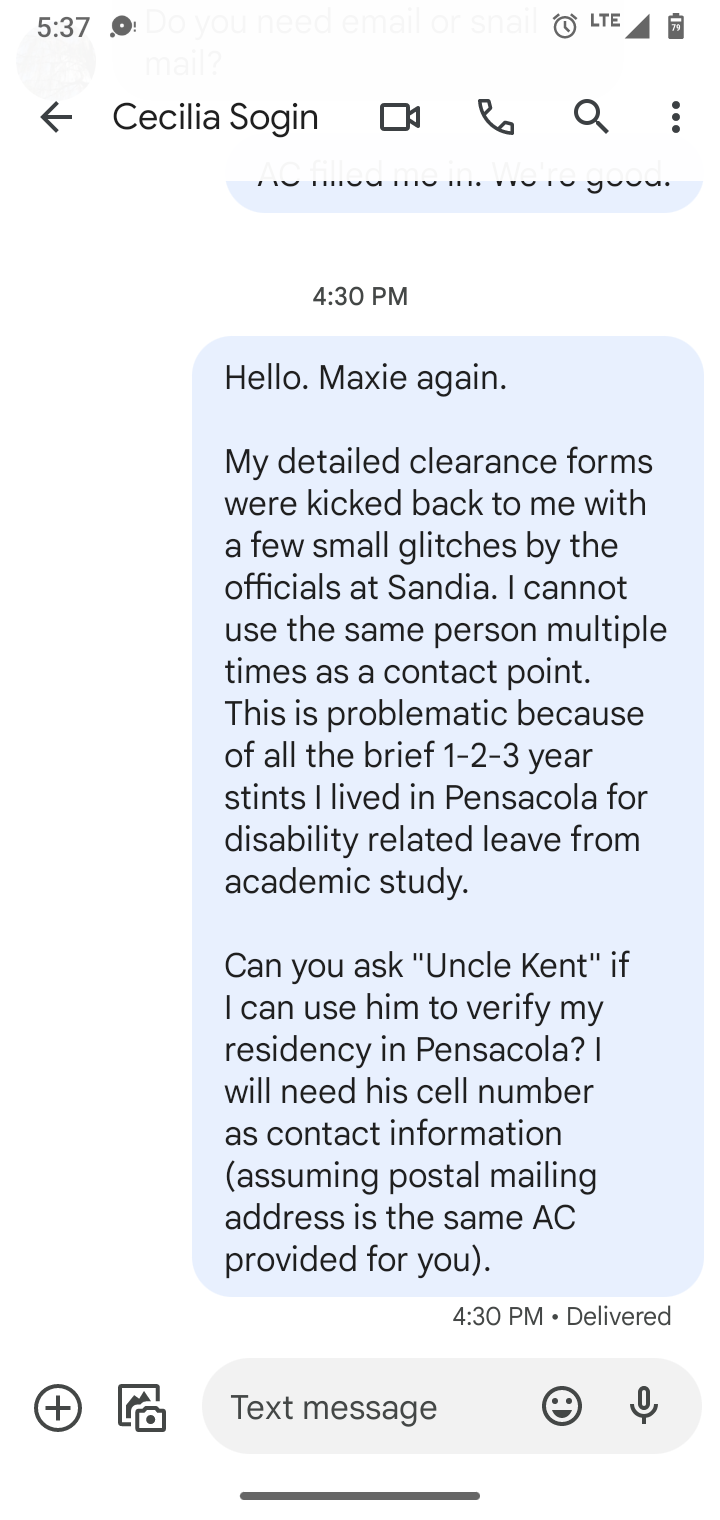 5:37
Do you need email or snail
LTE
79
mail?
Cecilia Sogin
AC filled me in. We're good.
4:30 PM
Hello. Maxie again.
My detailed clearance forms
were kicked back to me with
a few small glitches by the
officials at Sandia. I cannot
use the same person multiple
times as a contact point.
This is problematic because
of all the brief 1-2-3 year
stints I lived in Pensacola for
disability related leave from
academic study.
Can you ask "Uncle Kent" if
I can use him to verify my
residency in Pensacola? I
will need his cell number
as contact information
(assuming postal mailing
address is the same AC
provided for you).
4:30 PM • Delivered
Text message